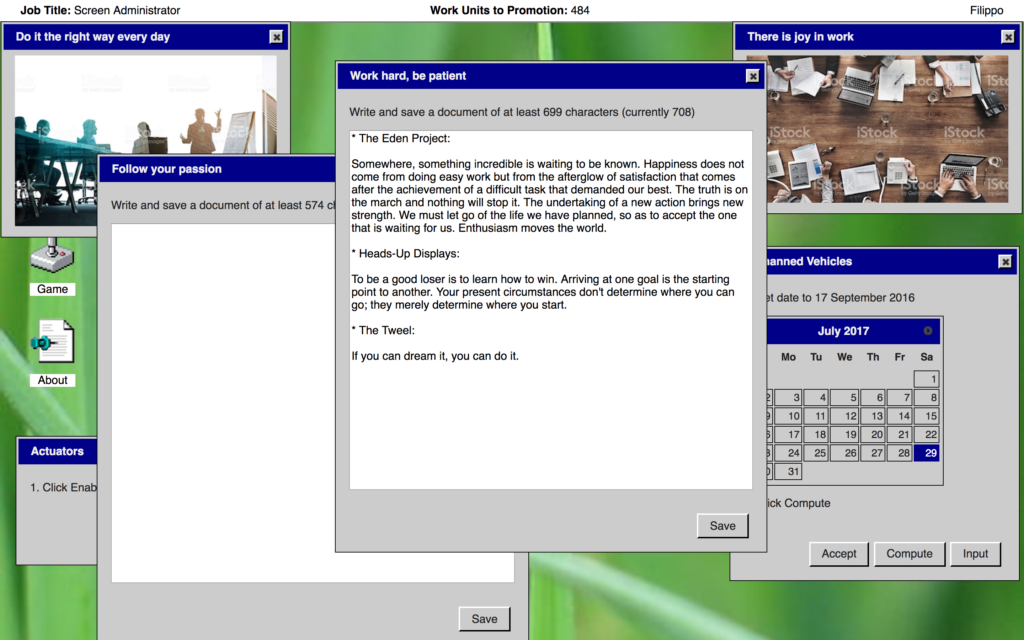 Job Title: Screen Administrator
Work Units to Promotion: 484
Filippo
Do it the right way every day
There is joy in work
iStock
iStock
iStock
Work hard, be patient
Write and save a document of at least 699 characters (currently 708)
* The Eden Project:
Somewhere, something incredible is waiting to be known. Happiness does not
come from doing easy work but from the afterglow of satisfaction that comes
after the achievement of a difficult task that demanded our best. The truth is on
the march and nothing will stop it. The undertaking of a new action brings new
strength. We must let go of the life we have planned, so as to accept the one
that is waiting for us. Enthusiasm moves the world.
* Heads-Up Displays:
To be a good loser is to learn how to win. Arriving at one goal is the starting
point to another. Your present circumstances don't determine where you can
go; they merely determine where you start.
* The Tweel:
If you can dream it, you can do it.
Save
Follow your passion
Write and save a document of at least 574 c
Save
Game
About
Actuators
1. Click Enab
anned Vehicles
et date to 17 September 2016
July 2017
Mo Tu We Th Fr Sa
1
3 4 5 6 7 8
10 11 12 13 14 15
17 18 19 20 21 22
24 25 26 27 28 29
31
ick Compute
Accept Compute Input